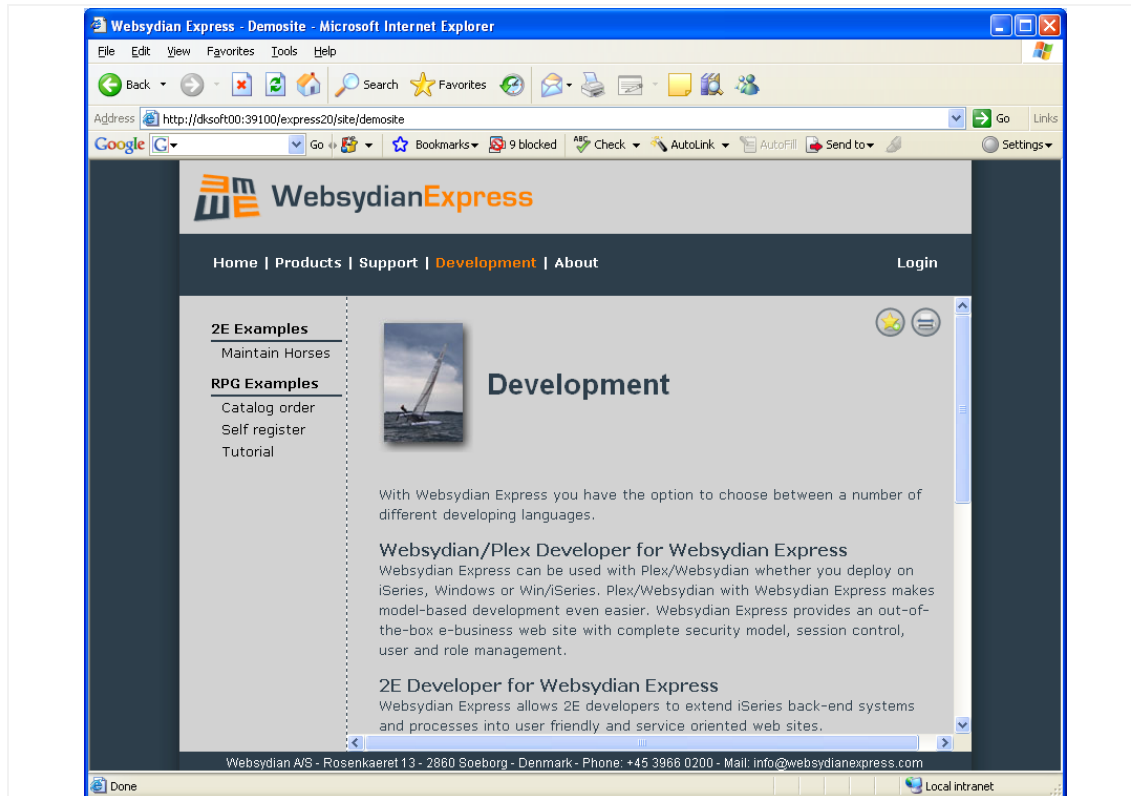 Websydian Express - Demosite - Microsoft Internet Explorer
File Edit View Favorites Tools Help
Back Search Favorites
Address http://dksoft00:39100/express20/site/demosite Go Links
Google G Go Bookmarks 9 blocked ABC Check AutoLink AutoFill Send to Settings
WebsydianExpress
Home | Products | Support | Development | About Login
2E Examples
Maintain Horses
RPG Examples
Catalog order
Self register
Tutorial
Development
With Websydian Express you have the option to choose between a number of
different developing languages.
Websydian/Plex Developer for Websydian Express
Websydian Express can be used with Plex/Websydian whether you deploy on
iSeries, Windows or Win/iSeries. Plex/Websydian with Websydian Express makes
model-based development even easier. Websydian Express provides an out-of-
the-box e-business web site with complete security model, session control,
user and role management.
2E Developer for Websydian Express
Websydian Express allows 2E developers to extend iSeries back-end systems
and processes into user friendly and service oriented web sites.
Websydian A/S - Rosenkaeret 13 - 2860 Soeborg - Denmark - Phone: +45 3966 0200 - Mail: info@websydianexpress.com
Done Local intranet